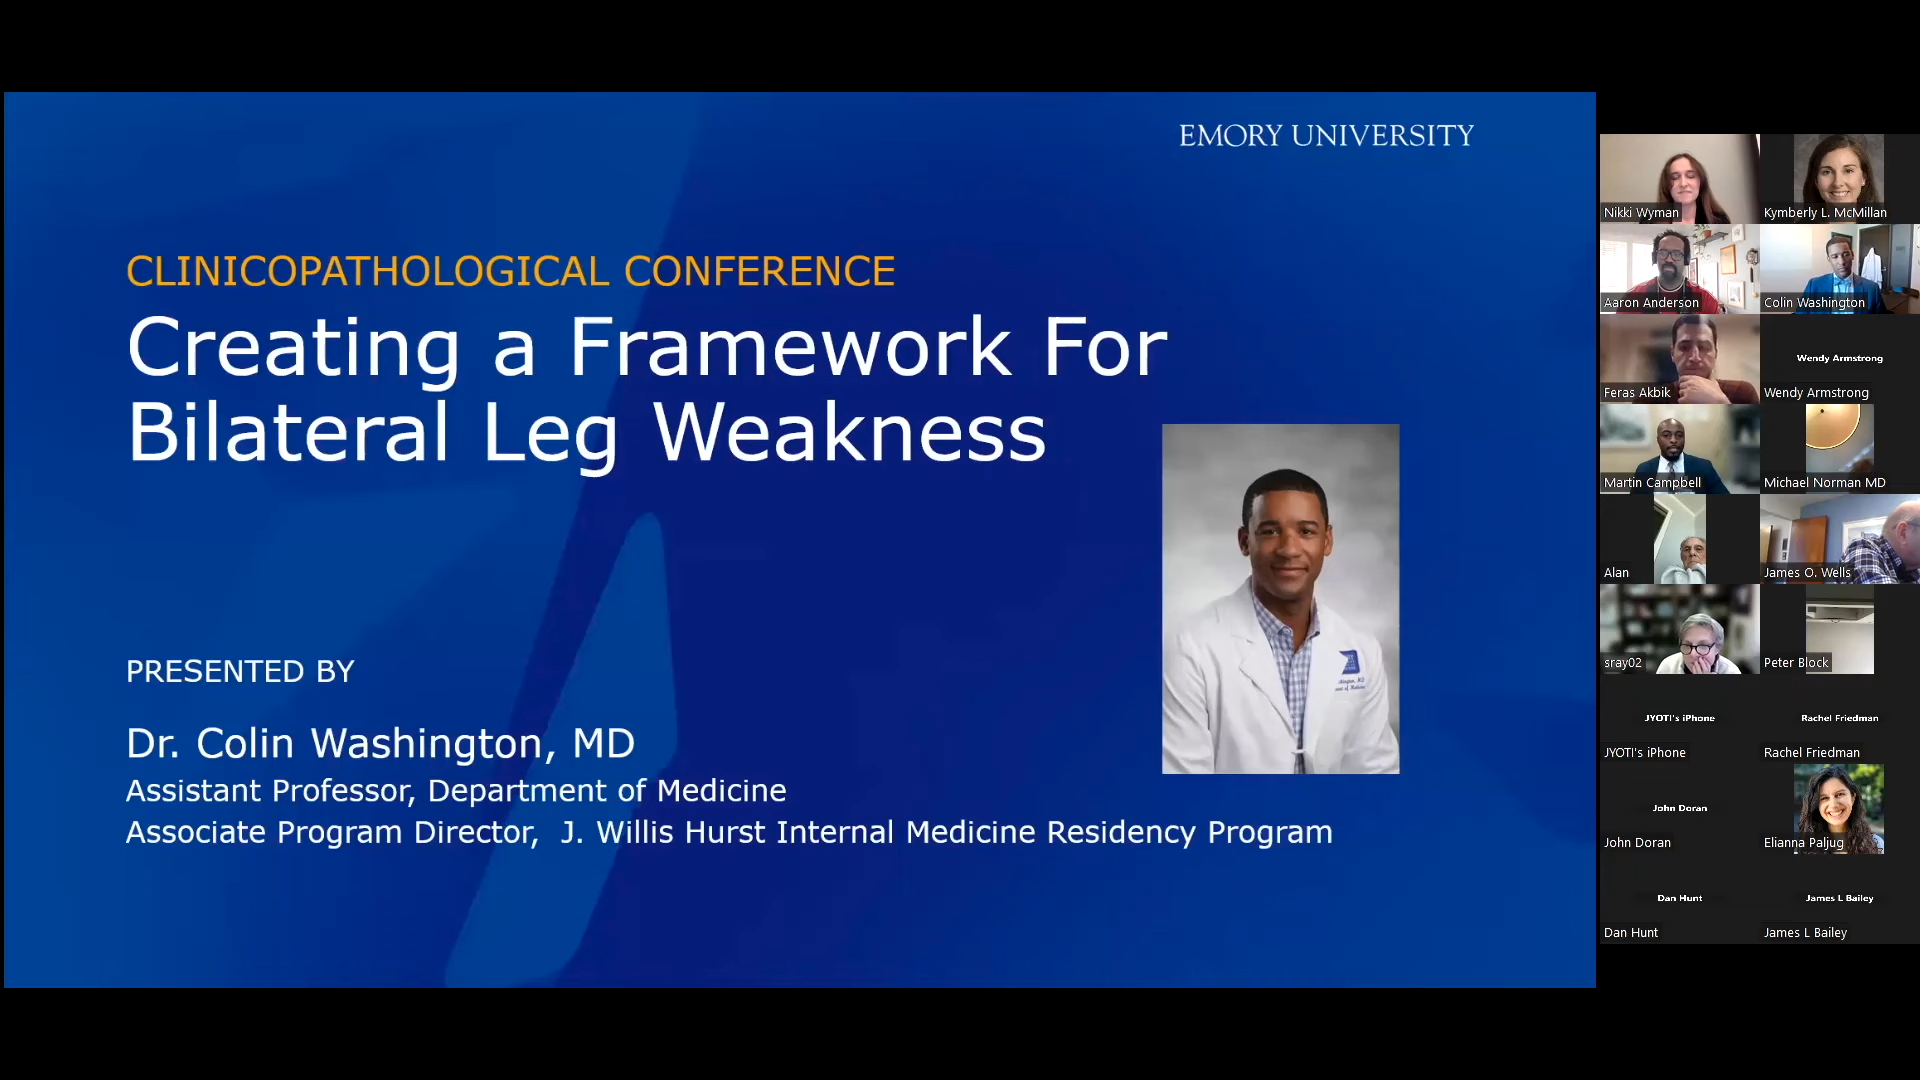 EMORY UNIVERSITY
CLINICOPATHOLOGICAL CONFERENCE
Creating a Framework For
Bilateral Leg Weakness
PRESENTED BY
Dr. Colin Washington, MD
Assistant Professor, Department of Medicine
Associate Program Director, J. Willis Hurst Internal Medicine Residency Program
Nikki Wyman
Kymberly L. McMillan
Aaron Anderson
Colin Washington
Feras Akbik
Wendy Armstrong
Wendy Armstrong
Martin Campbell
Michael Norman MD
Alan
James O. Wells
sray02
Peter Block
JYOTI's iPhone
JYOTI's iPhone
Rachel Friedman
Rachel Friedman
John Doran
John Doran
Elianna Paljug
Dan Hunt
Dan Hunt
James L Bailey
James L Bailey